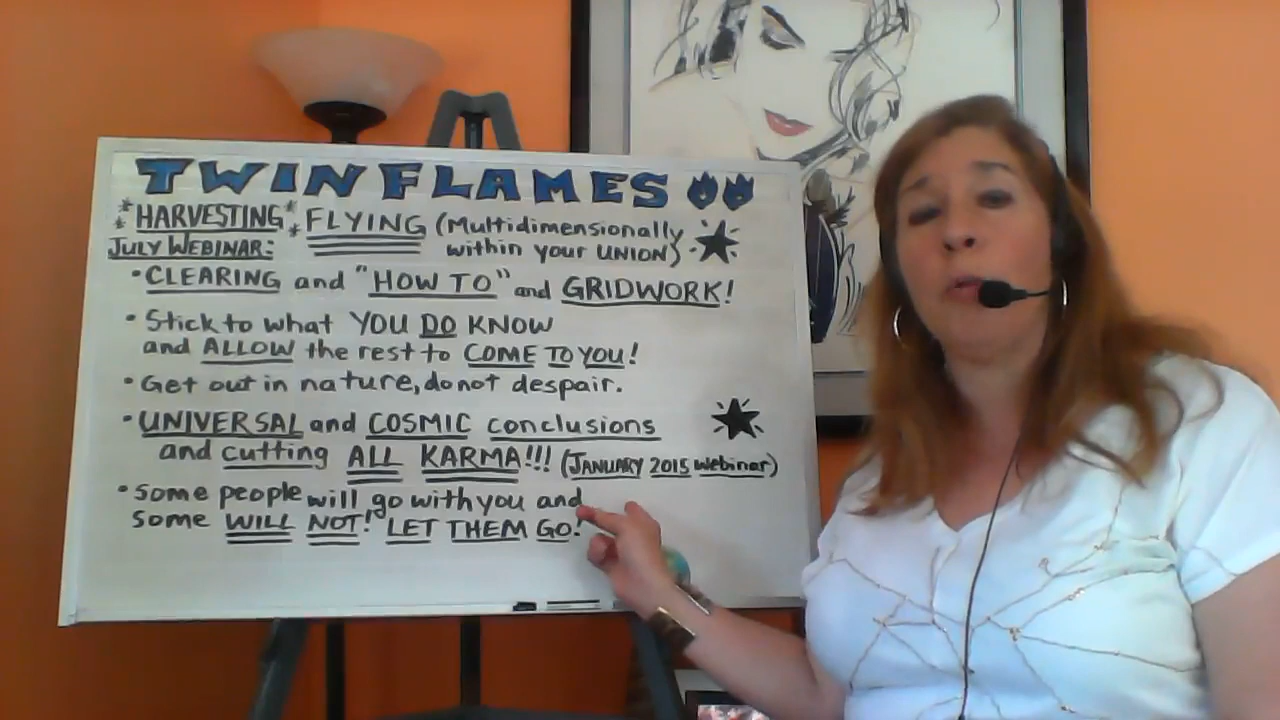 TWIN FLAMES
*HARVESTING* *FLYING (Multidimensionally
JULY WEBINAR: within your UNION)
• CLEARING and "HOW TO" and GRIDWORK!
• Stick to what YOU DO KNOW
and ALLOW the rest to COME TO YOU!
• Get out in nature, do not despair.
• UNIVERSAL and COSMIC conclusions
and cutting ALL KARMA!!! (JANUARY 2015 webinar)
• Some people will go with you and
some WILL NOT! LET THEM GO!